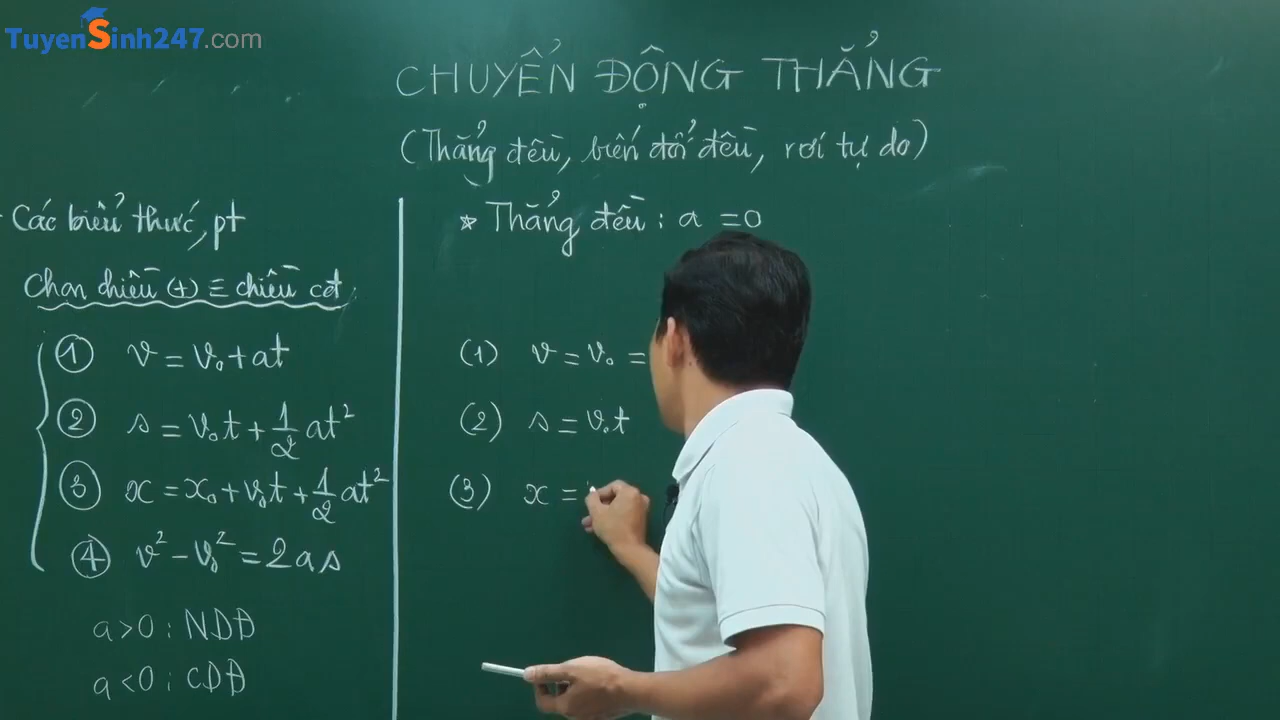 TuyenSinh247.com
CHUYỂN ĐỘNG THẲNG
(Thẳng đều, biến đổi đều, rơi tự do)
- Các biểu thức, pt
Chọn chiều (+) ≡ chiều cđ
① v = v₀ + at
② s = v₀t + 1/2 at²
③ x = x₀ + v₀t + 1/2 at²
④ v² - v₀² = 2as
a > 0 : NDĐ
a < 0 : CDĐ
* Thẳng đều : a = 0
(1) v = v₀ =
(2) s = v₀t
(3) x =